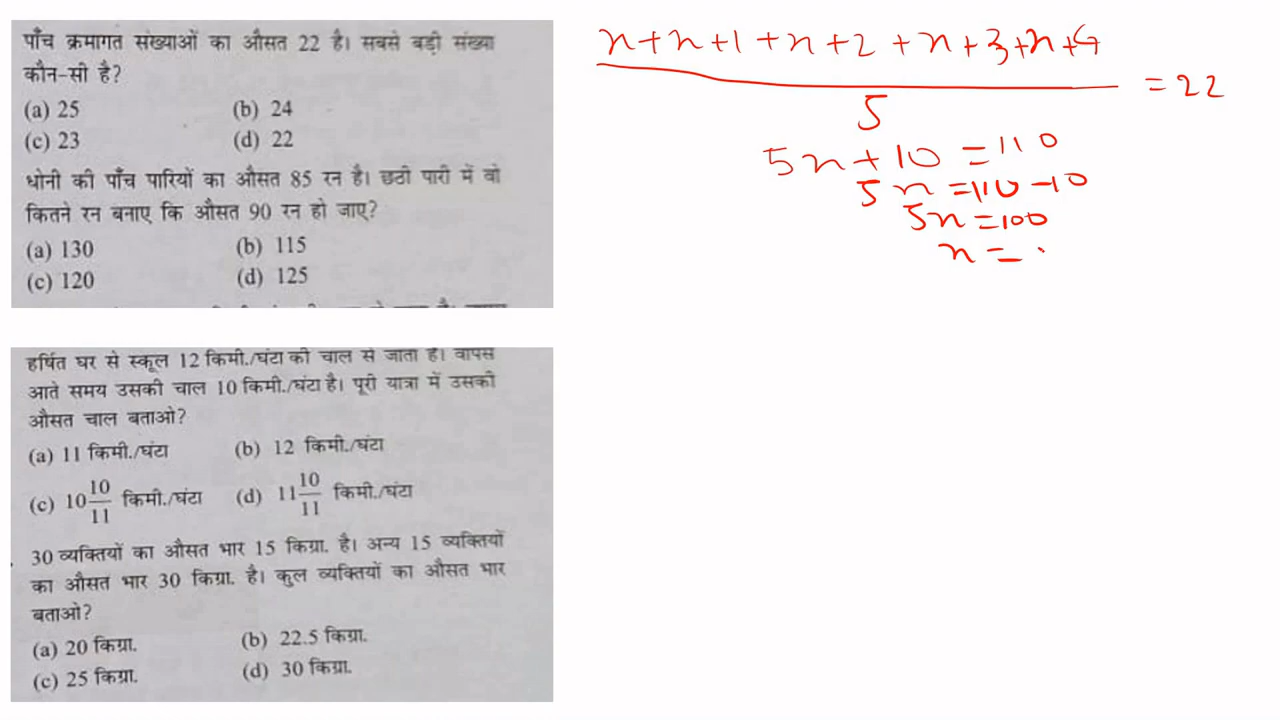 पाँच क्रमागत संख्याओं का औसत 22 है। सबसे बड़ी संख्या
कौन-सी है?
(a) 25 (b) 24
(c) 23 (d) 22
धोनी की पाँच पारियों का औसत 85 रन है। छठी पारी में वो
कितने रन बनाए कि औसत 90 रन हो जाए?
(a) 130 (b) 115
(c) 120 (d) 125
हर्षित घर से स्कूल 12 किमी./घंटा की चाल से जाता है। वापस
आते समय उसकी चाल 10 किमी./घंटा है। पूरी यात्रा में उसकी
औसत चाल बताओ?
(a) 11 किमी./घंटा (b) 12 किमी./घंटा
(c) 10 10/11 किमी./घंटा (d) 11 10/11 किमी./घंटा
30 व्यक्तियों का औसत भार 15 किग्रा. है। अन्य 15 व्यक्तियों
का औसत भार 30 किग्रा. है। कुल व्यक्तियों का औसत भार
बताओ?
(a) 20 किग्रा. (b) 22.5 किग्रा.
(c) 25 किग्रा. (d) 30 किग्रा.
x + x + 1 + x + 2 + x + 3 + x + 4
= 22
5
5x + 10 = 110
5x = 110 - 10
5x = 100
x =